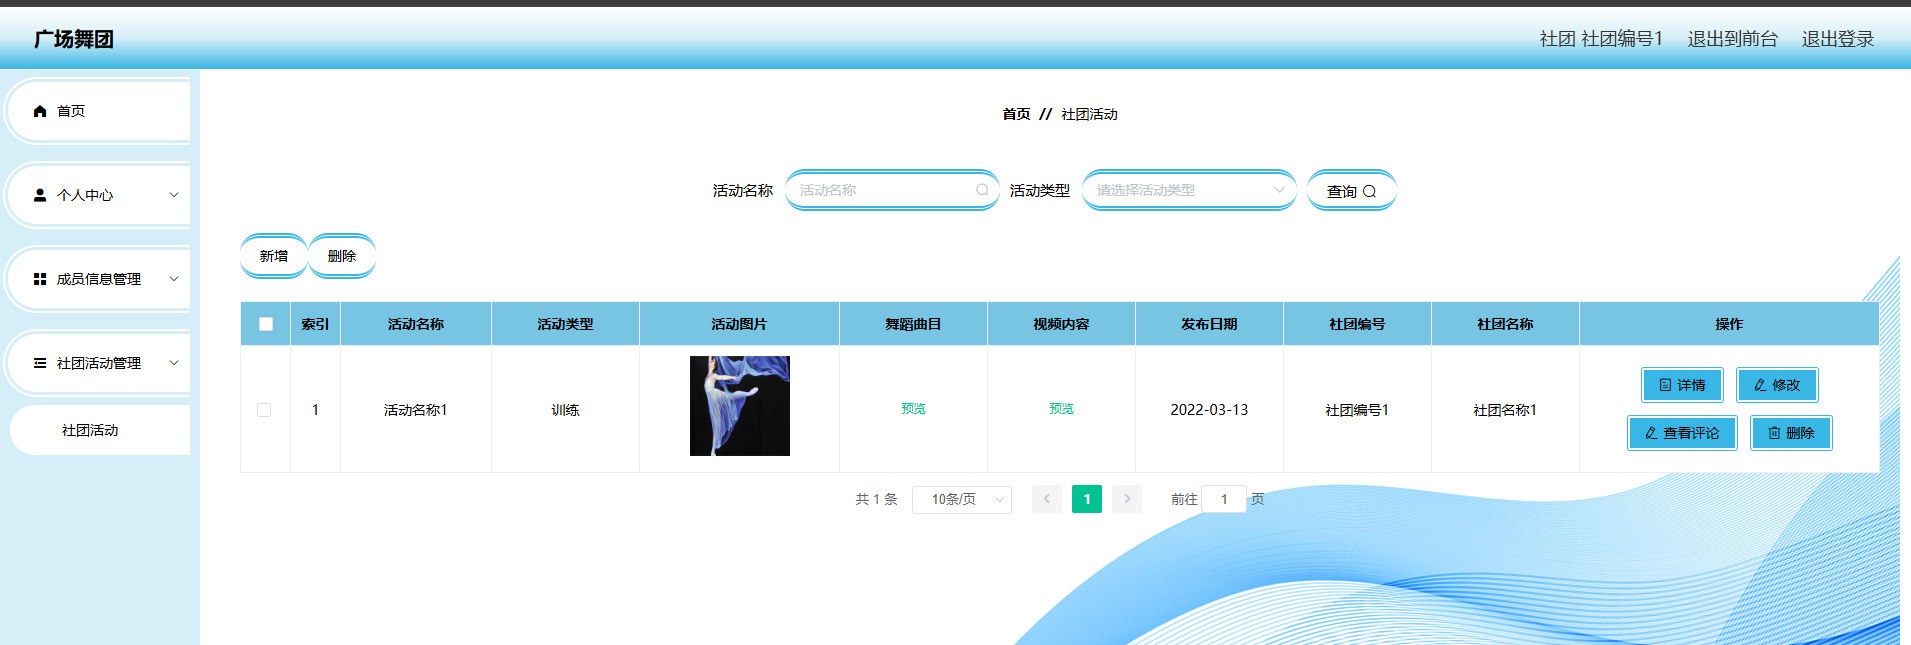 广场舞团
社团 社团编号1 退出到前台 退出登录
首页
个人中心
成员信息管理
社团活动管理
社团活动
首页 // 社团活动
活动名称 活动名称 活动类型 请选择活动类型 查询
新增 删除
索引 活动名称 活动类型 活动图片 舞蹈曲目 视频内容 发布日期 社团编号 社团名称 操作
1 活动名称1 训练 预览 预览 2022-03-13 社团编号1 社团名称1
详情 修改
查看评论 删除
共 1 条 10条/页 1 前往 1 页